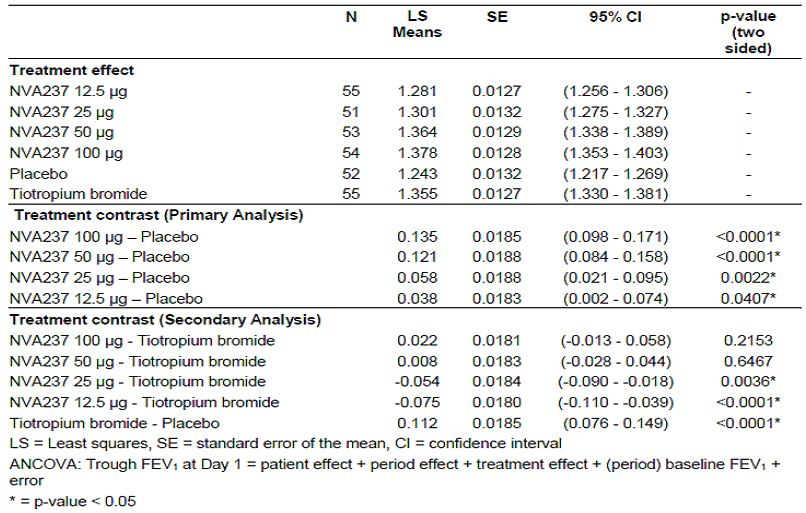 N LS Means SE 95% CI p-value (two sided)
Treatment effect
NVA237 12.5 µg 55 1.281 0.0127 (1.256 - 1.306) -
NVA237 25 µg 51 1.301 0.0132 (1.275 - 1.327) -
NVA237 50 µg 53 1.364 0.0129 (1.338 - 1.389) -
NVA237 100 µg 54 1.378 0.0128 (1.353 - 1.403) -
Placebo 52 1.243 0.0132 (1.217 - 1.269) -
Tiotropium bromide 55 1.355 0.0127 (1.330 - 1.381) -
Treatment contrast (Primary Analysis)
NVA237 100 µg – Placebo 0.135 0.0185 (0.098 - 0.171) <0.0001*
NVA237 50 µg – Placebo 0.121 0.0188 (0.084 - 0.158) <0.0001*
NVA237 25 µg – Placebo 0.058 0.0188 (0.021 - 0.095) 0.0022*
NVA237 12.5 µg – Placebo 0.038 0.0183 (0.002 - 0.074) 0.0407*
Treatment contrast (Secondary Analysis)
NVA237 100 µg - Tiotropium bromide 0.022 0.0181 (-0.013 - 0.058) 0.2153
NVA237 50 µg - Tiotropium bromide 0.008 0.0183 (-0.028 - 0.044) 0.6467
NVA237 25 µg - Tiotropium bromide -0.054 0.0184 (-0.090 - -0.018) 0.0036*
NVA237 12.5 µg - Tiotropium bromide -0.075 0.0180 (-0.110 - -0.039) <0.0001*
Tiotropium bromide - Placebo 0.112 0.0185 (0.076 - 0.149) <0.0001*
LS = Least squares, SE = standard error of the mean, CI = confidence interval
ANCOVA: Trough FEV₁ at Day 1 = patient effect + period effect + treatment effect + (period) baseline FEV₁ +
error
* = p-value < 0.05